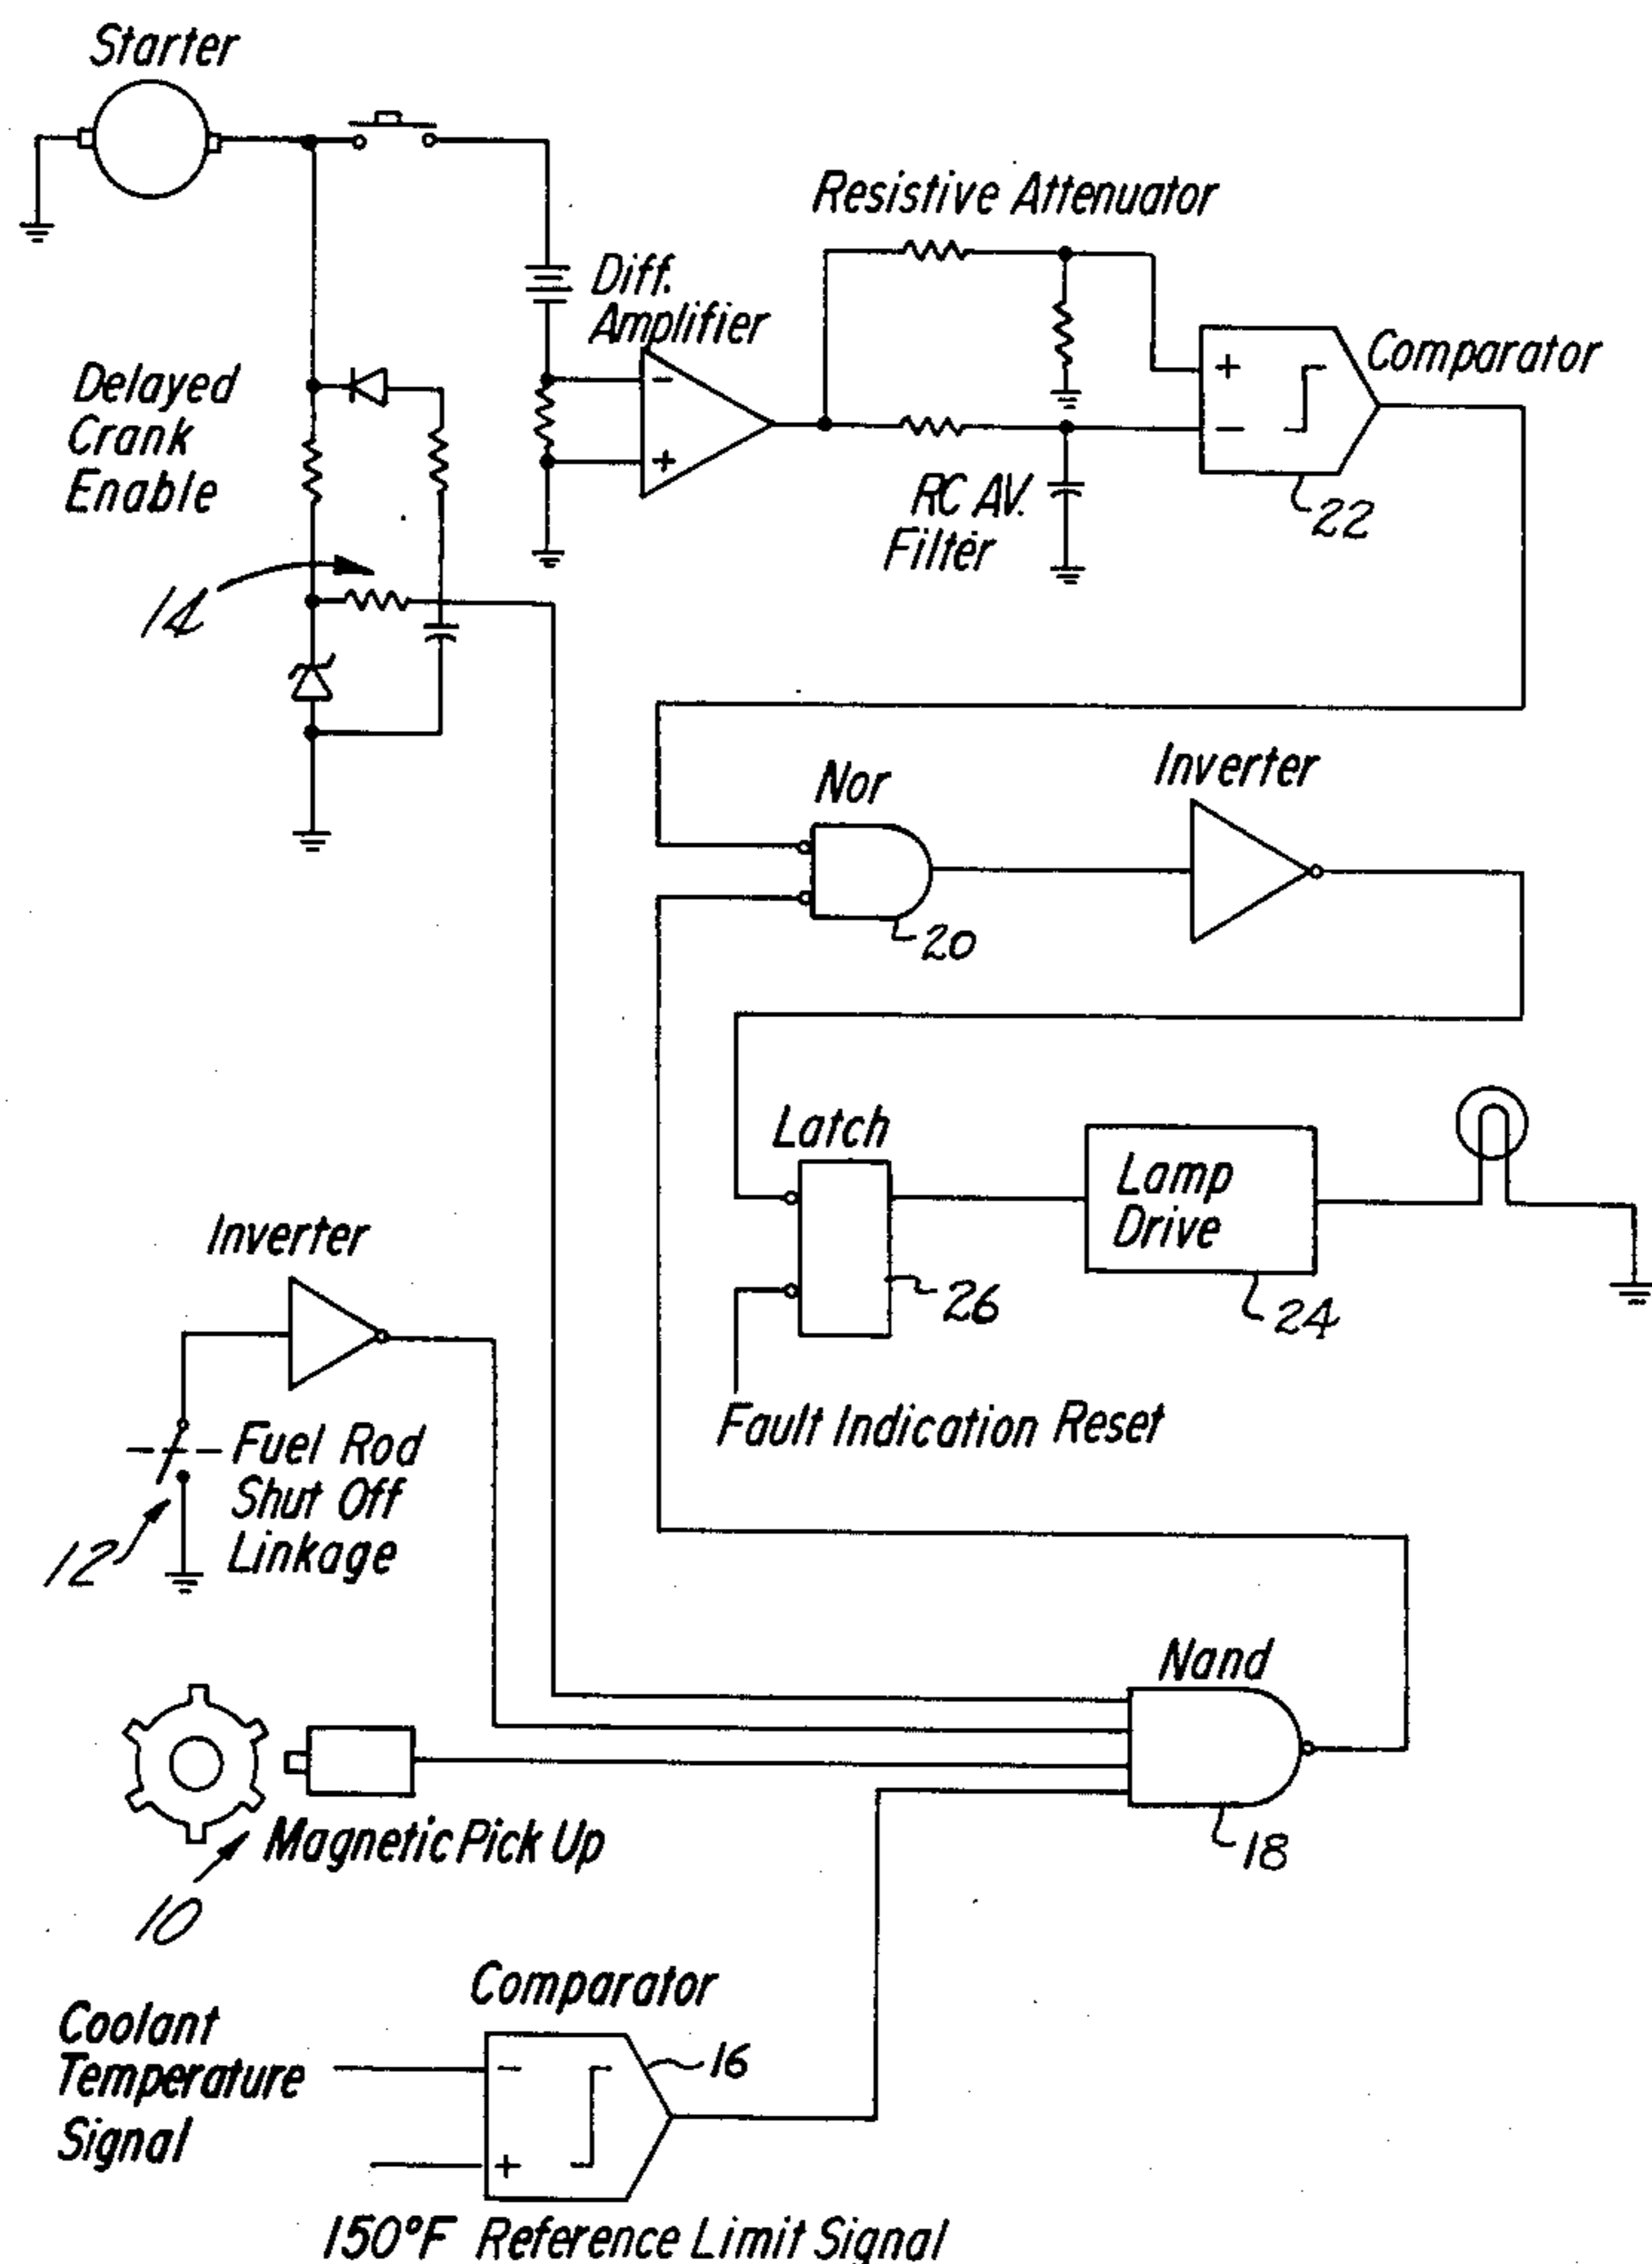 Starter
Resistive Attenuator
Diff.
Amplifier
- +
+ -
Comparator
22
Delayed
Crank
Enable
14
RC AV.
Filter
Nor
20
Inverter
Latch
26
Lamp
Drive
24
Fault Indication Reset
Inverter
Fuel Rod
Shut Off
Linkage
12
Nand
18
Magnetic Pick Up
10
Comparator
16
- +
Coolant
Temperature
Signal
150°F Reference Limit Signal